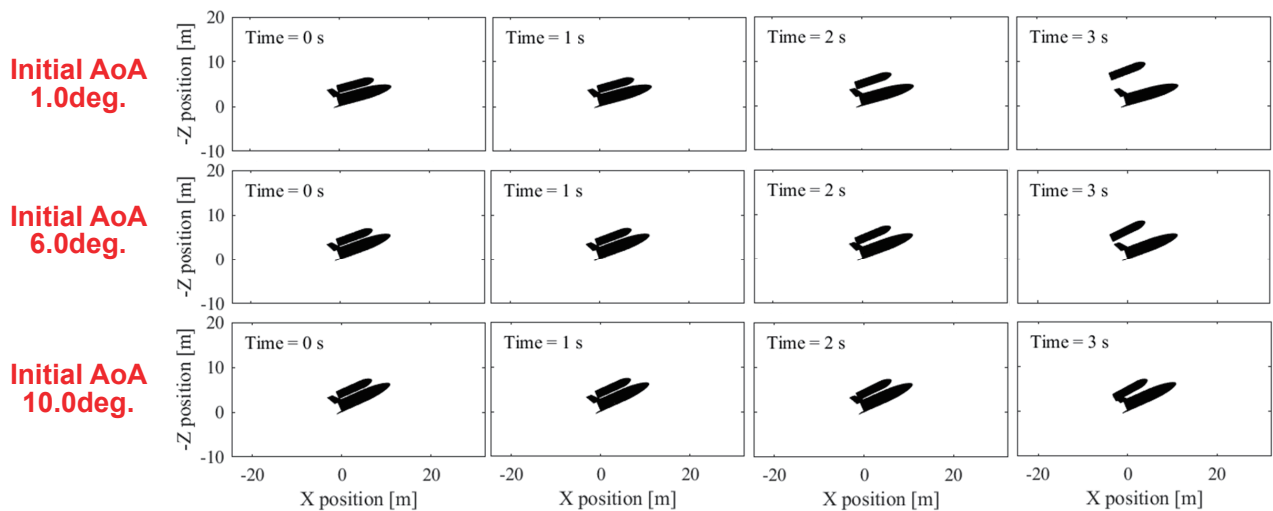 Initial AoA
1.0deg.
-Z position [m]
20
10
0
-10
Time = 0 s
Time = 1 s
Time = 2 s
Time = 3 s
Initial AoA
6.0deg.
-Z position [m]
20
10
0
-10
Time = 0 s
Time = 1 s
Time = 2 s
Time = 3 s
Initial AoA
10.0deg.
-Z position [m]
20
10
0
-10
Time = 0 s
Time = 1 s
Time = 2 s
Time = 3 s
-20 0 20
-20 0 20
-20 0 20
-20 0 20
X position [m]
X position [m]
X position [m]
X position [m]